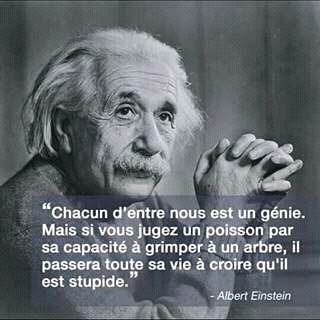 “Chacun d'entre nous est un génie.
Mais si vous jugez un poisson par
sa capacité à grimper à un arbre, il
passera toute sa vie à croire qu'il
est stupide.”
- Albert Einstein